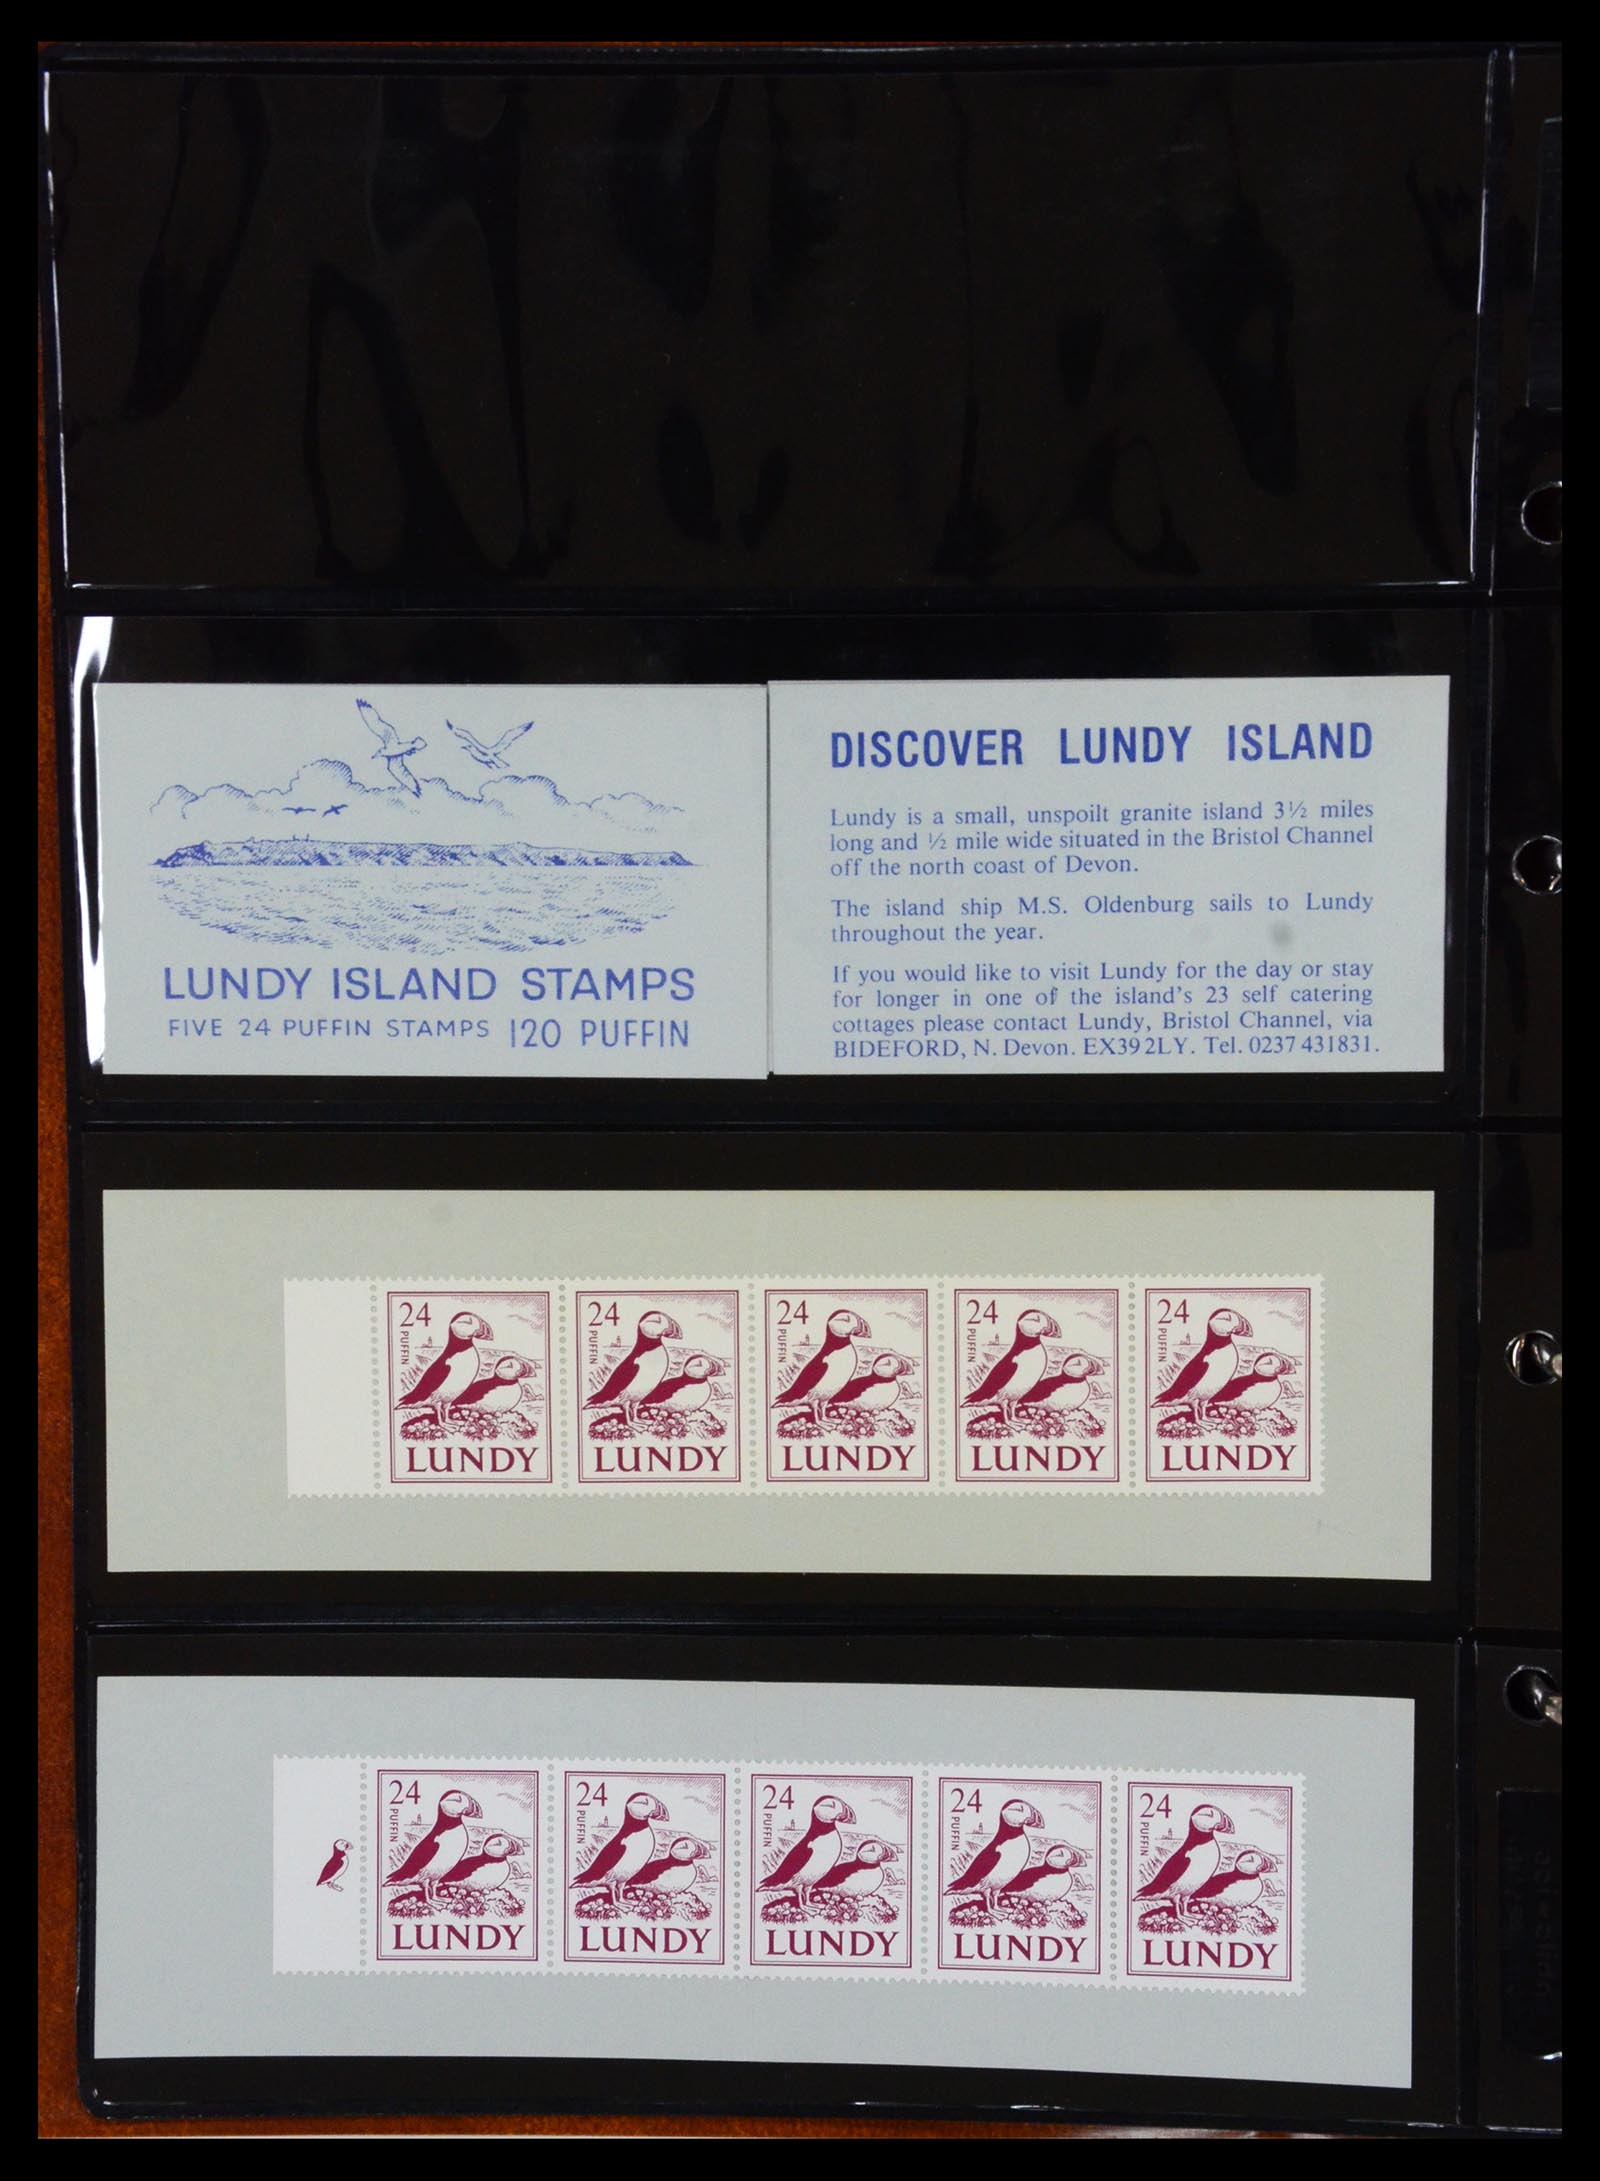 LUNDY ISLAND STAMPS
FIVE 24 PUFFIN STAMPS 120 PUFFIN
DISCOVER LUNDY ISLAND
Lundy is a small, unspoilt granite island 3½ miles
long and ½ mile wide situated in the Bristol Channel
off the north coast of Devon.
The island ship M.S. Oldenburg sails to Lundy
throughout the year.
If you would like to visit Lundy for the day or stay
for longer in one of the island's 23 self catering
cottages please contact Lundy, Bristol Channel, via
BIDEFORD, N. Devon. EX39 2LY. Tel. 0237 431831.
24
PUFFIN
LUNDY
24
PUFFIN
LUNDY
24
PUFFIN
LUNDY
24
PUFFIN
LUNDY
24
PUFFIN
LUNDY
24
PUFFIN
LUNDY
24
PUFFIN
LUNDY
24
PUFFIN
LUNDY
24
PUFFIN
LUNDY
24
PUFFIN
LUNDY